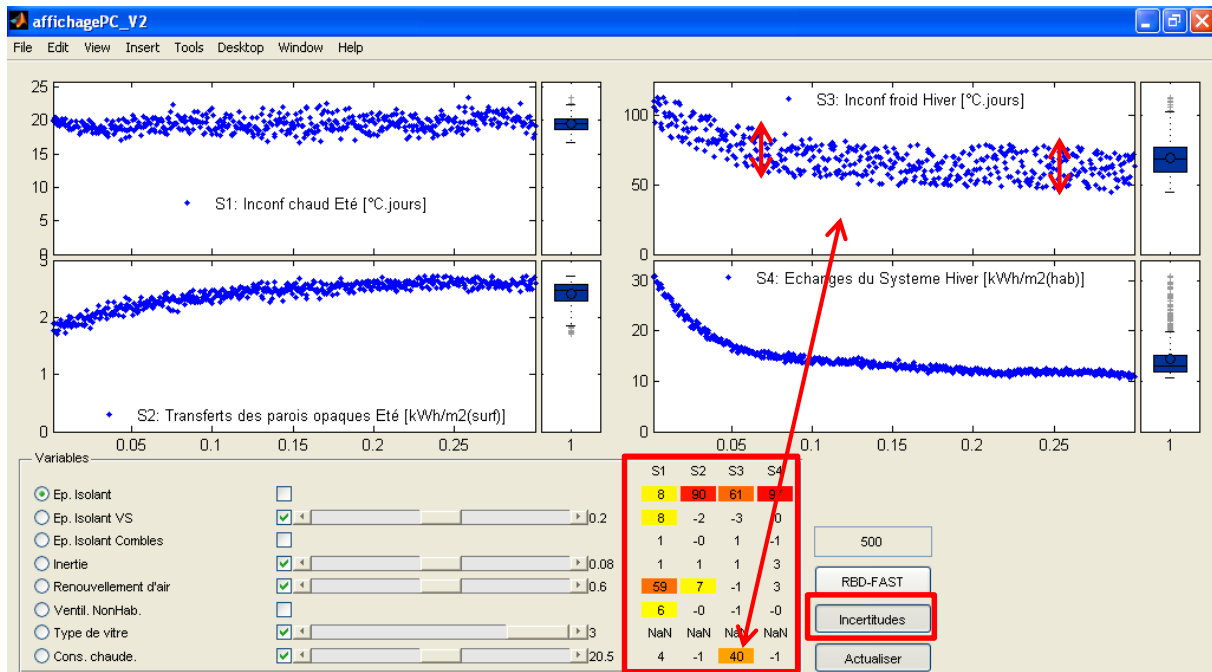 affichagePC_V2
File Edit View Insert Tools Desktop Window Help
25
20
15
10
5
0
S1: Inconf chaud Eté [°C.jours]
100
50
0
S3: Inconf froid Hiver [°C.jours]
3
2
1
0
S2: Transferts des parois opaques Eté [kWh/m2(surf)]
0.05 0.1 0.15 0.2 0.25
1
30
20
10
0
S4: Echanges du Systeme Hiver [kWh/m2(hab)]
0.05 0.1 0.15 0.2 0.25
1
Variables
S1 S2 S3 S4
Ep. Isolant 8 90 61
Ep. Isolant VS 0.2 8 -2 -3
Ep. Isolant Combles 1 -0 1 -1
Inertie 0.08 1 1 1 3
Renouvellement d'air 0.6 59 7 -1 3
Ventil. NonHab. 6 -0 -1 -0
Type de vitre 3 NaN NaN NaN NaN
Cons. chaude. 20.5 4 -1 40 -1
500
RBD-FAST
Incertitudes
Actualiser